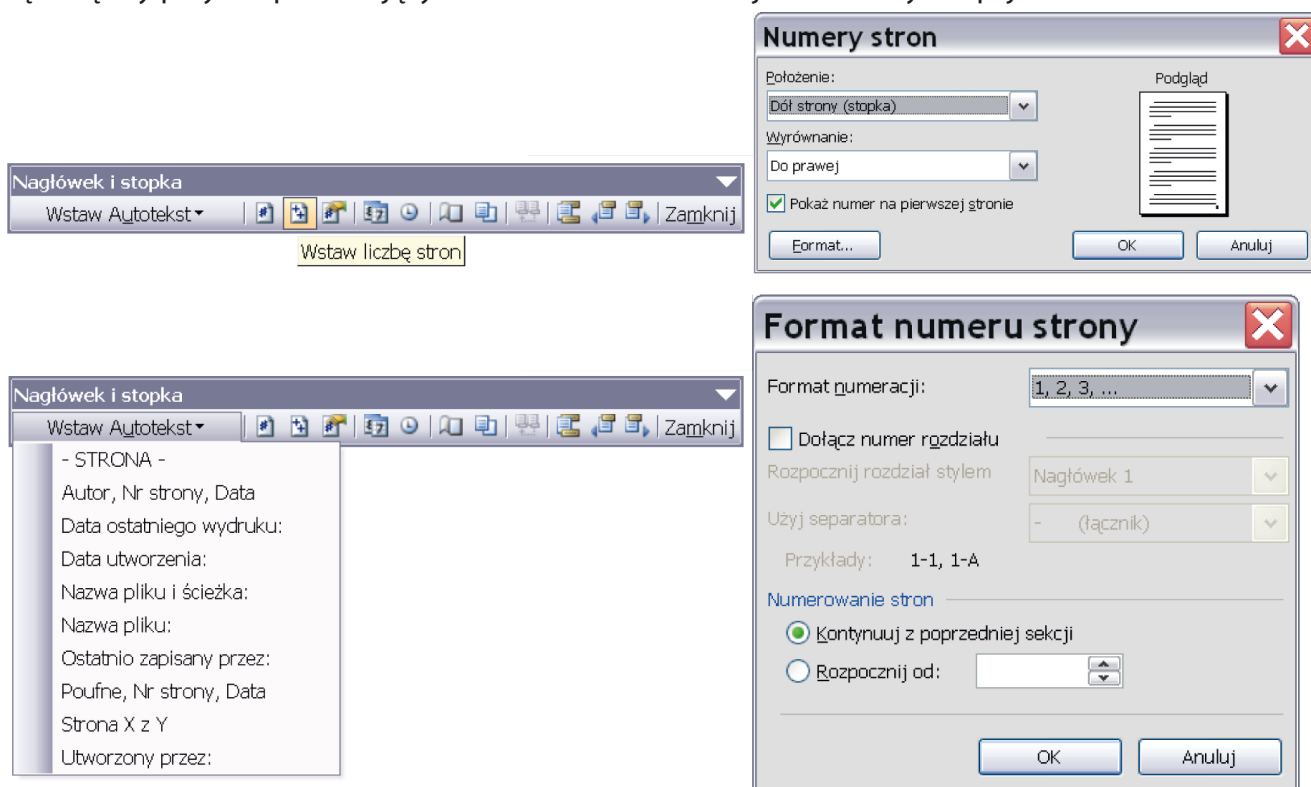 Numery stron
Położenie:
Podgląd
Dół strony (stopka)
Wyrównanie:
Do prawej
Pokaż numer na pierwszej stronie
Format...
OK
Anuluj
Nagłówek i stopka
Wstaw Autotekst
Zamknij
Wstaw liczbę stron
Format numeru strony
Format numeracji:
1, 2, 3, ...
Dołącz numer rozdziału
Rozpocznij rozdział stylem
Nagłówek 1
Użyj separatora:
- (łącznik)
Przykłady: 1-1, 1-A
Numerowanie stron
Kontynuuj z poprzedniej sekcji
Rozpocznij od:
OK
Anuluj
Nagłówek i stopka
Wstaw Autotekst
Zamknij
- STRONA -
Autor, Nr strony, Data
Data ostatniego wydruku:
Data utworzenia:
Nazwa pliku i ścieżka:
Nazwa pliku:
Ostatnio zapisany przez:
Poufne, Nr strony, Data
Strona X z Y
Utworzony przez: